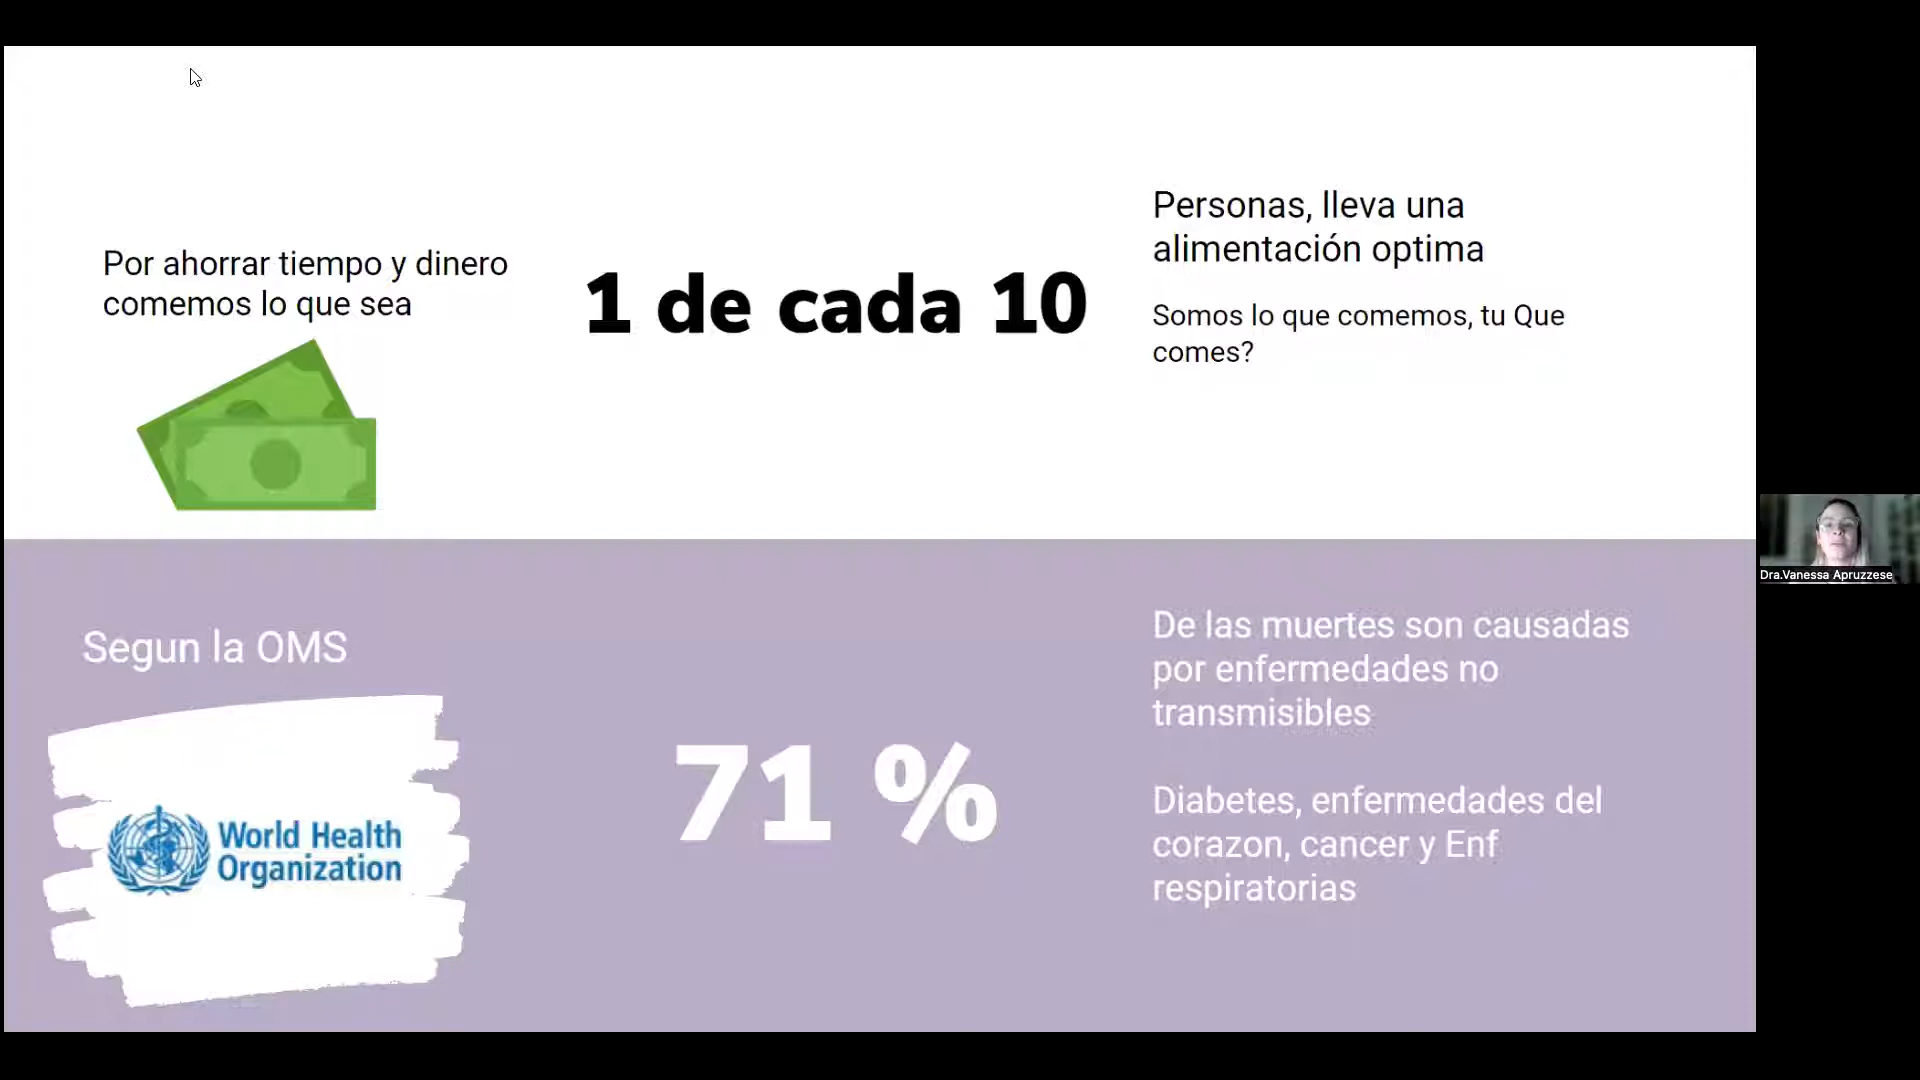 Por ahorrar tiempo y dinero
comemos lo que sea
1 de cada 10
Personas, lleva una
alimentación optima
Somos lo que comemos, tu Que
comes?
Segun la OMS
World Health
Organization
71 %
De las muertes son causadas
por enfermedades no
transmisibles
Diabetes, enfermedades del
corazon, cancer y Enf
respiratorias
Dra.Vanessa Apruzzese